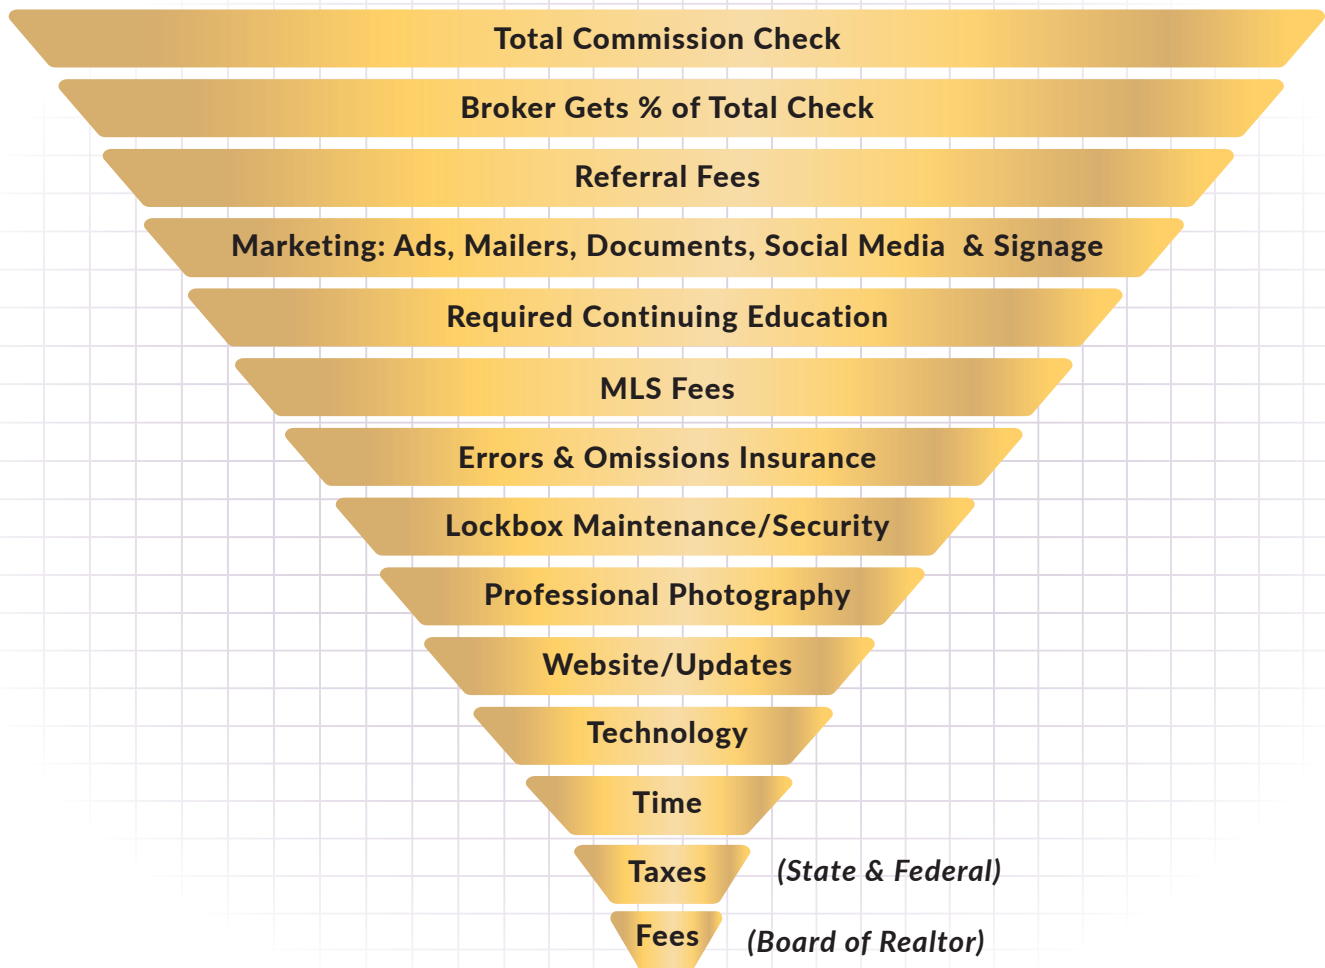 Total Commission Check
Broker Gets % of Total Check
Referral Fees
Marketing: Ads, Mailers, Documents, Social Media  & Signage
Required Continuing Education
MLS Fees
Errors & Omissions Insurance
Lockbox Maintenance/Security
Professional Photography
Website/Updates
Technology
Time
Taxes (State & Federal)
Fees (Board of Realtor)